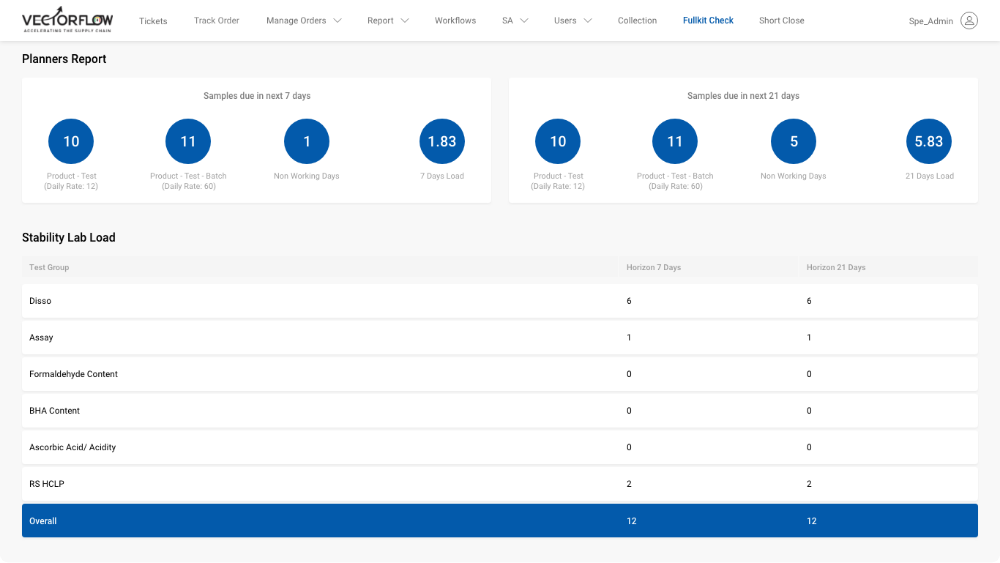 VECTORFLOW
ACCELERATING THE SUPPLY CHAIN
Tickets
Track Order
Manage Orders
Report
Workflows
SA
Users
Collection
Fullkit Check
Short Close
Spe_Admin
Planners Report
Samples due in next 7 days
10
11
1
1.83
Product - Test
(Daily Rate: 12)
Product - Test - Batch
(Daily Rate: 60)
Non Working Days
7 Days Load
Samples due in next 21 days
10
11
5
5.83
Product - Test
(Daily Rate: 12)
Product - Test - Batch
(Daily Rate: 60)
Non Working Days
21 Days Load
Stability Lab Load
Test Group Horizon 7 Days Horizon 21 Days
Disso 6 6
Assay 1 1
Formaldehyde Content 0 0
BHA Content 0 0
Ascorbic Acid/ Acidity 0 0
RS HCLP 2 2
Overall 12 12